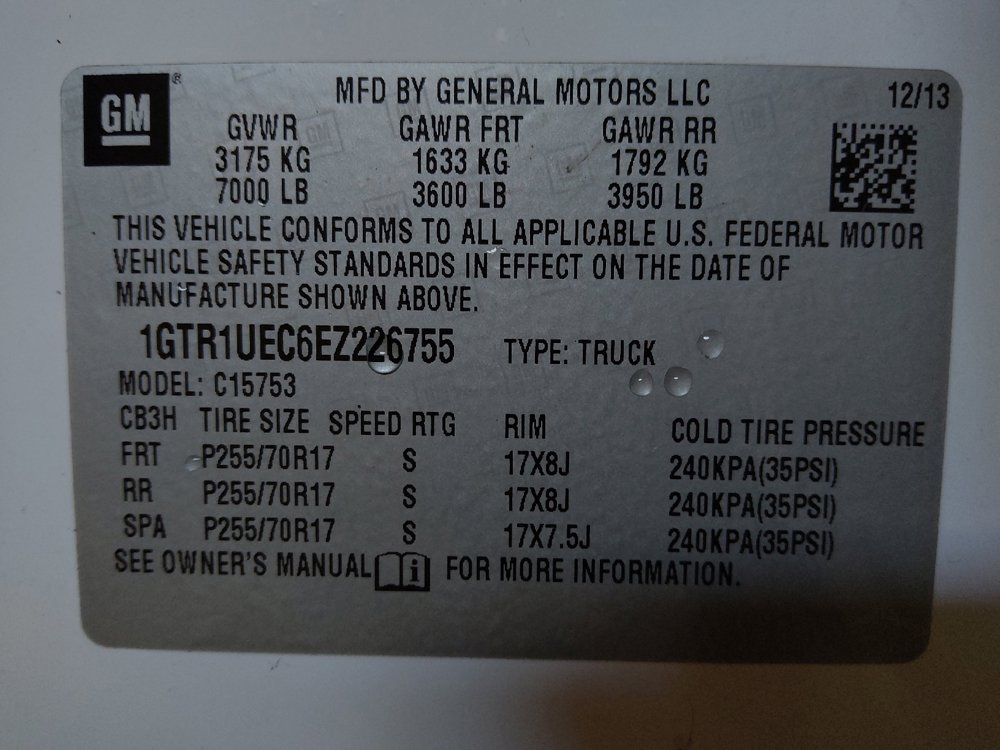 GM ® MFD BY GENERAL MOTORS LLC 12/13
GVWR GAWR FRT GAWR RR
3175 KG 1633 KG 1792 KG
7000 LB 3600 LB 3950 LB
THIS VEHICLE CONFORMS TO ALL APPLICABLE U.S. FEDERAL MOTOR
VEHICLE SAFETY STANDARDS IN EFFECT ON THE DATE OF
MANUFACTURE SHOWN ABOVE.
1GTR1UEC6EZ226755 TYPE: TRUCK
MODEL: C15753
CB3H TIRE SIZE SPEED RTG RIM COLD TIRE PRESSURE
FRT P255/70R17 S 17X8J 240KPA(35PSI)
RR P255/70R17 S 17X8J 240KPA(35PSI)
SPA P255/70R17 S 17X7.5J 240KPA(35PSI)
SEE OWNER'S MANUAL i FOR MORE INFORMATION.